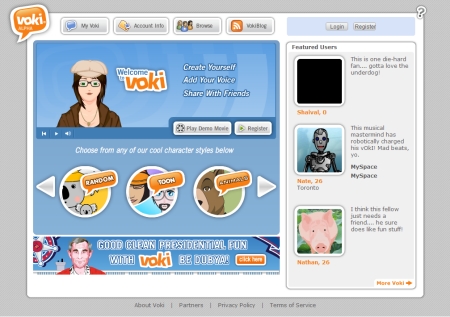 voki
ALPHA
My Voki
Account Info
Browse
VokiBlog
Login
Register
?
Welcome to
voki
Create Yourself
Add Your Voice
Share With Friends
Play Demo Movie
Register
Choose from any of our cool character styles below
RANDOM
TOON
ANIMALS
GOOD CLEAN PRESIDENTIAL FUN
WITH voki BE DUBYA!
click here
Featured Users
This is one die-hard
fan.... gotta love the
underdog!
Shaival, 0
This musical
mastermind has
robotically charged
his vOki! Mad beats,
yo.
MySpace
MySpace
Nate, 26
Toronto
I think this fellow
just needs a
friend.... he sure
does like fun stuff!
Nathan, 26
More Voki
About Voki | Partners | Privacy Policy | Terms of Service